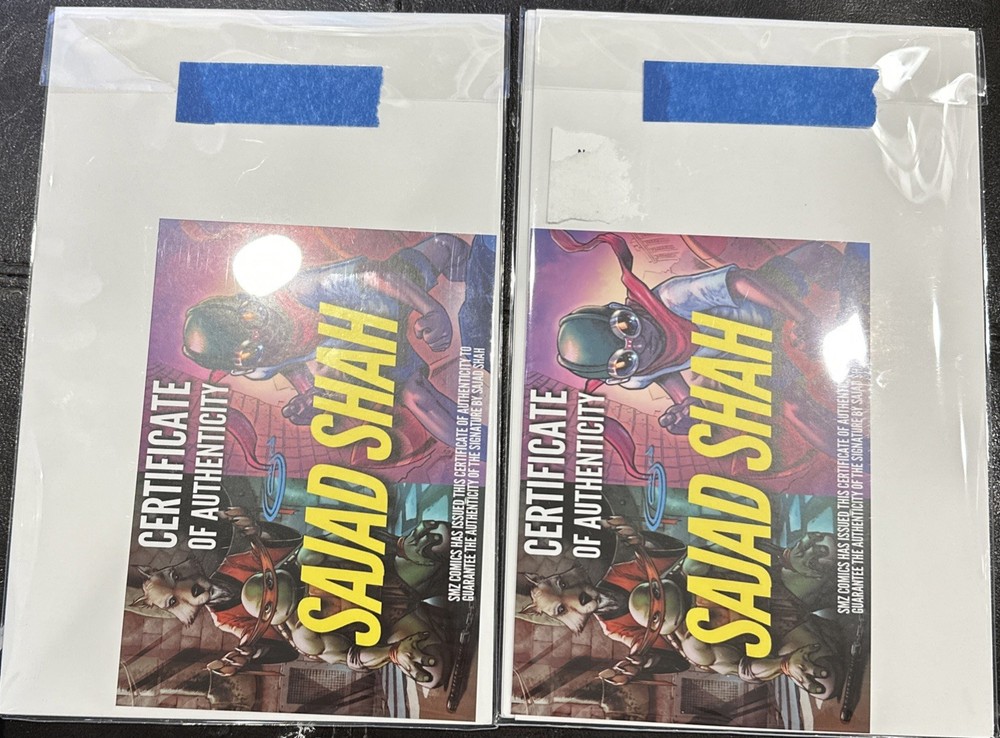 CERTIFICATE
OF AUTHENTICITY
SAJAD SHAH
SMZ COMICS HAS ISSUED THIS CERTIFICATE OF AUTHENTICITY TO
GUARANTEE THE AUTHENTICITY OF THE SIGNATURE BY SAJAD SHAH
CERTIFICATE
OF AUTHENTICITY
SAJAD SHAH
SMZ COMICS HAS ISSUED THIS CERTIFICATE OF AUTHENTICITY
GUARANTEE THE AUTHENTICITY OF THE SIGNATURE BY SAJAD